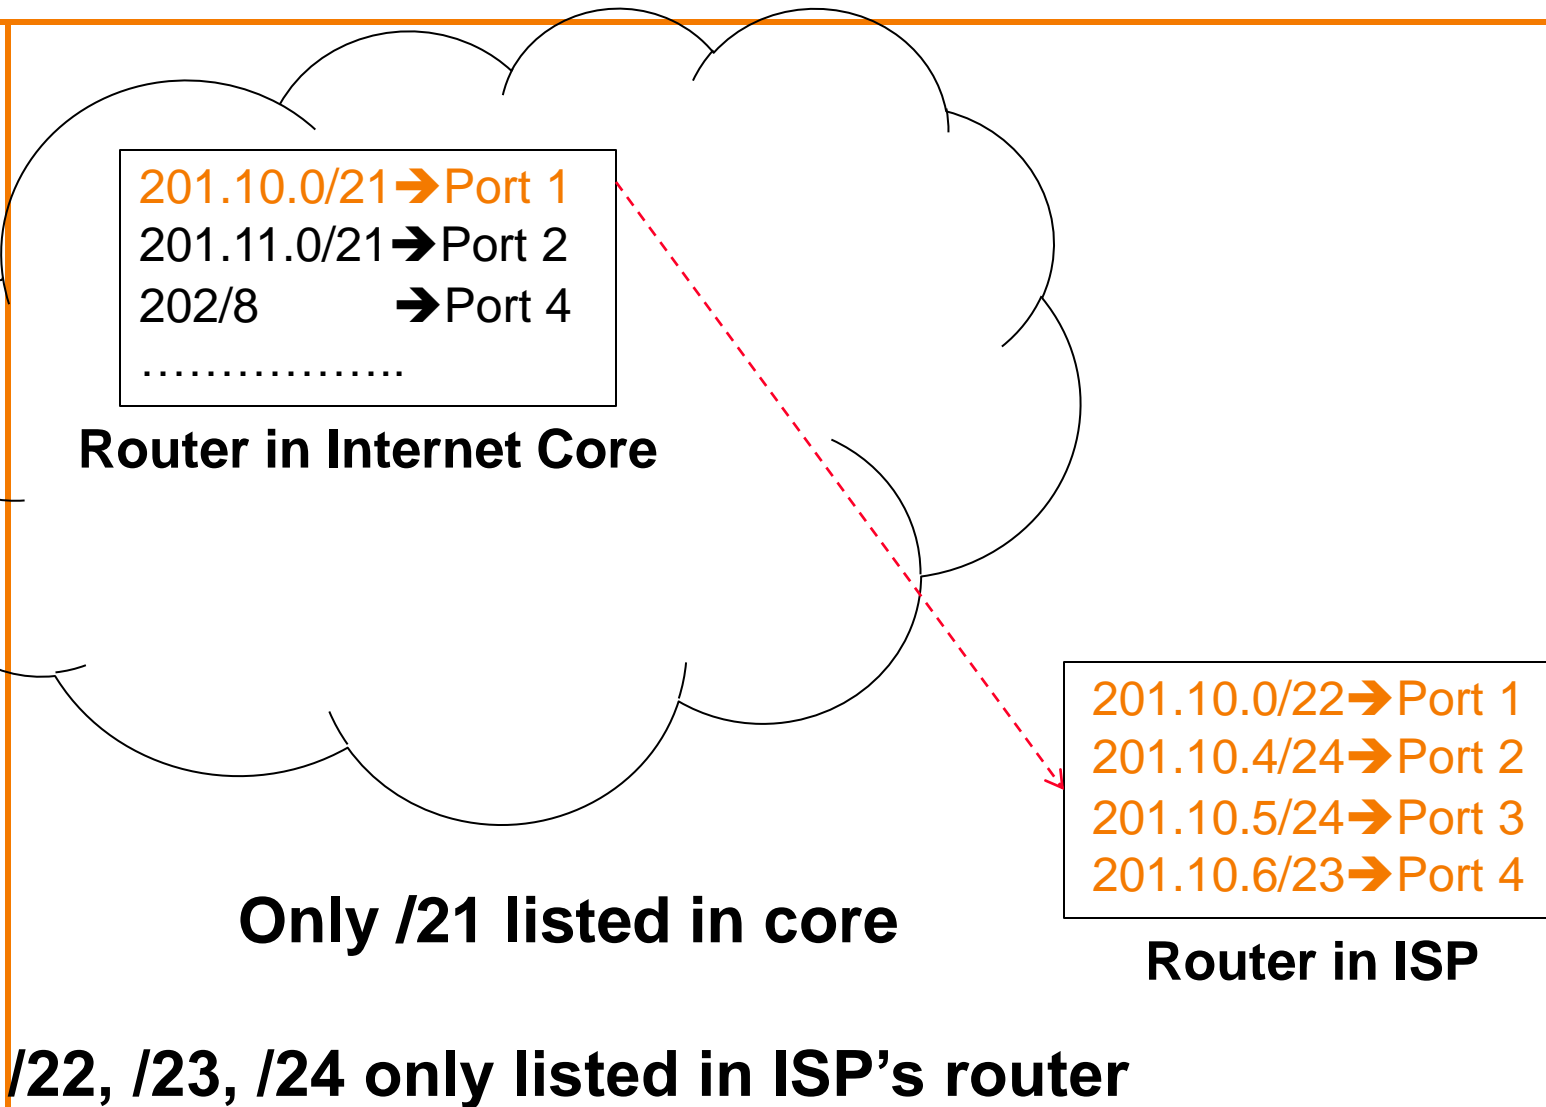 201.10.0/21➔Port 1
201.11.0/21➔Port 2
202/8 ➔Port 4
……………..
Router in Internet Core
201.10.0/22➔Port 1
201.10.4/24➔Port 2
201.10.5/24➔Port 3
201.10.6/23➔Port 4
Only /21 listed in core
Router in ISP
/22, /23, /24 only listed in ISP’s router